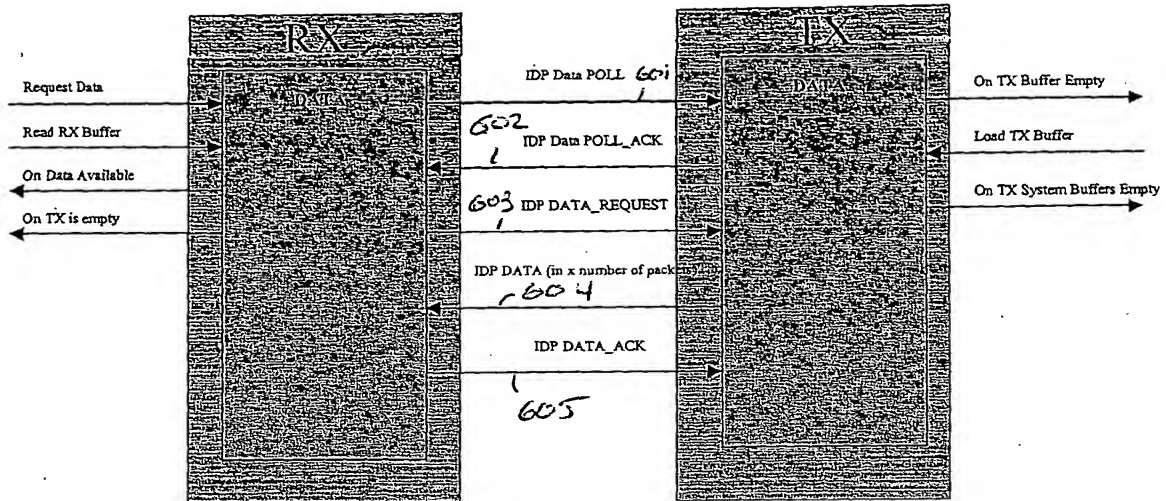 RX
TX
DATA
DATA
Request Data
Read RX Buffer
On Data Available
On TX is empty
IDP Data POLL 601
602
IDP Data POLL_ACK
603 IDP DATA_REQUEST
IDP DATA (in x number of packets)
604
IDP DATA_ACK
605
On TX Buffer Empty
Load TX Buffer
On TX System Buffers Empty